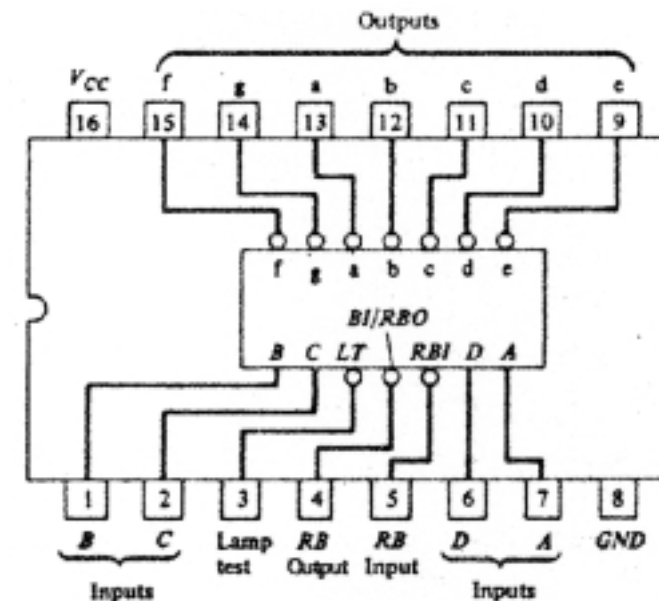 Outputs
VCC f g a b c d e
16 15 14 13 12 11 10 9
f g a b c d e
BI/RBO
B C LT RBI D A
1 2 3 4 5 6 7 8
B C Lamp RB RB D A GND
test Output Input
Inputs Inputs